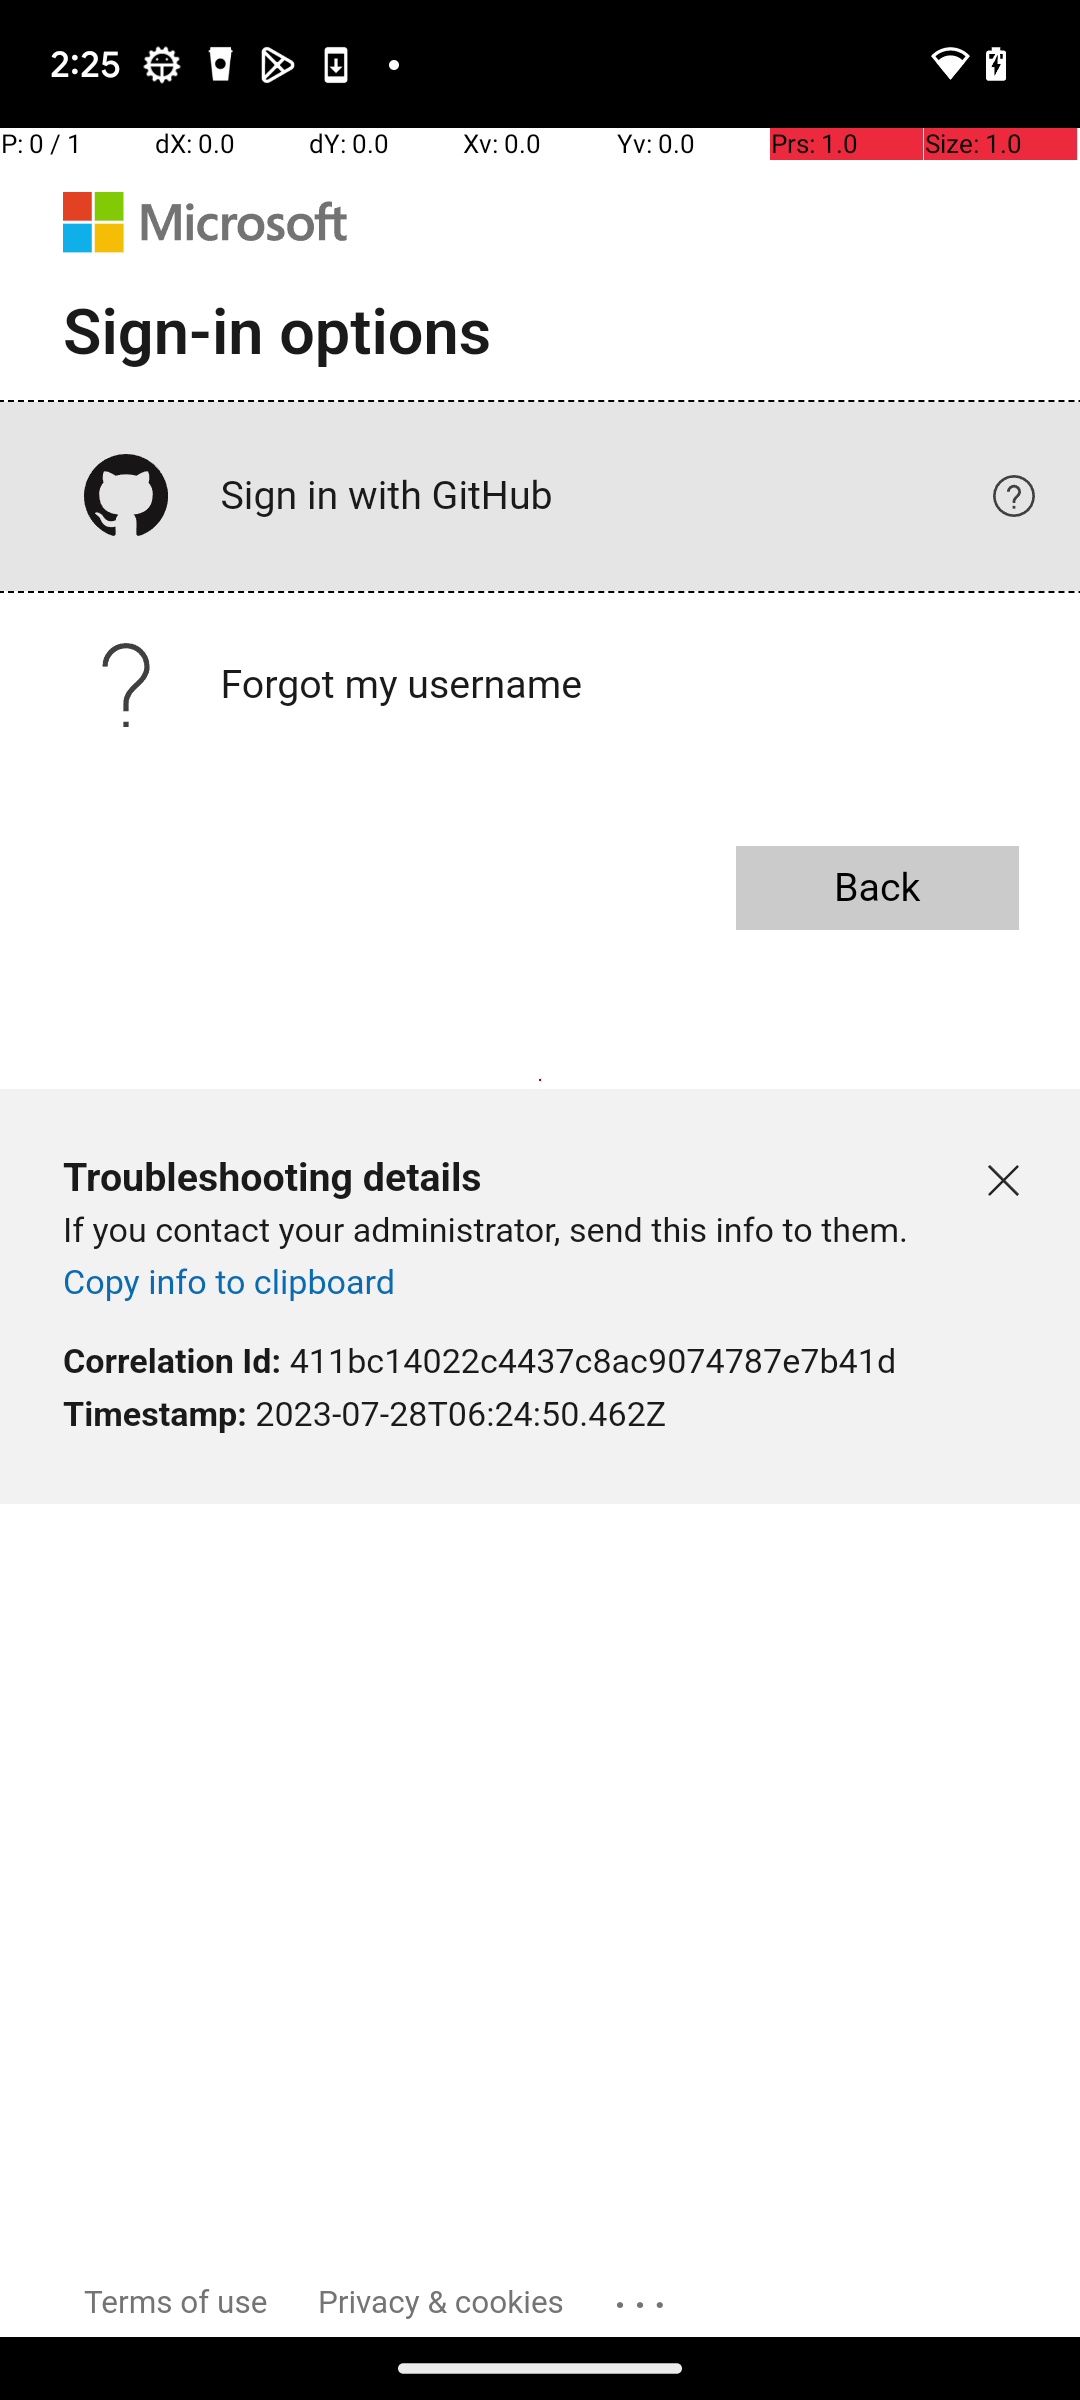 2:25
P: 0 / 1 dX: 0.0 dY: 0.0 Xv: 0.0 Yv: 0.0 Prs: 1.0 Size: 1.0
Microsoft
Sign-in options
Sign in with GitHub
Forgot my username
Back
Troubleshooting details
If you contact your administrator, send this info to them.
Copy info to clipboard
Correlation Id: 411bc14022c4437c8ac9074787e7b41d
Timestamp: 2023-07-28T06:24:50.462Z
Terms of use Privacy & cookies ...